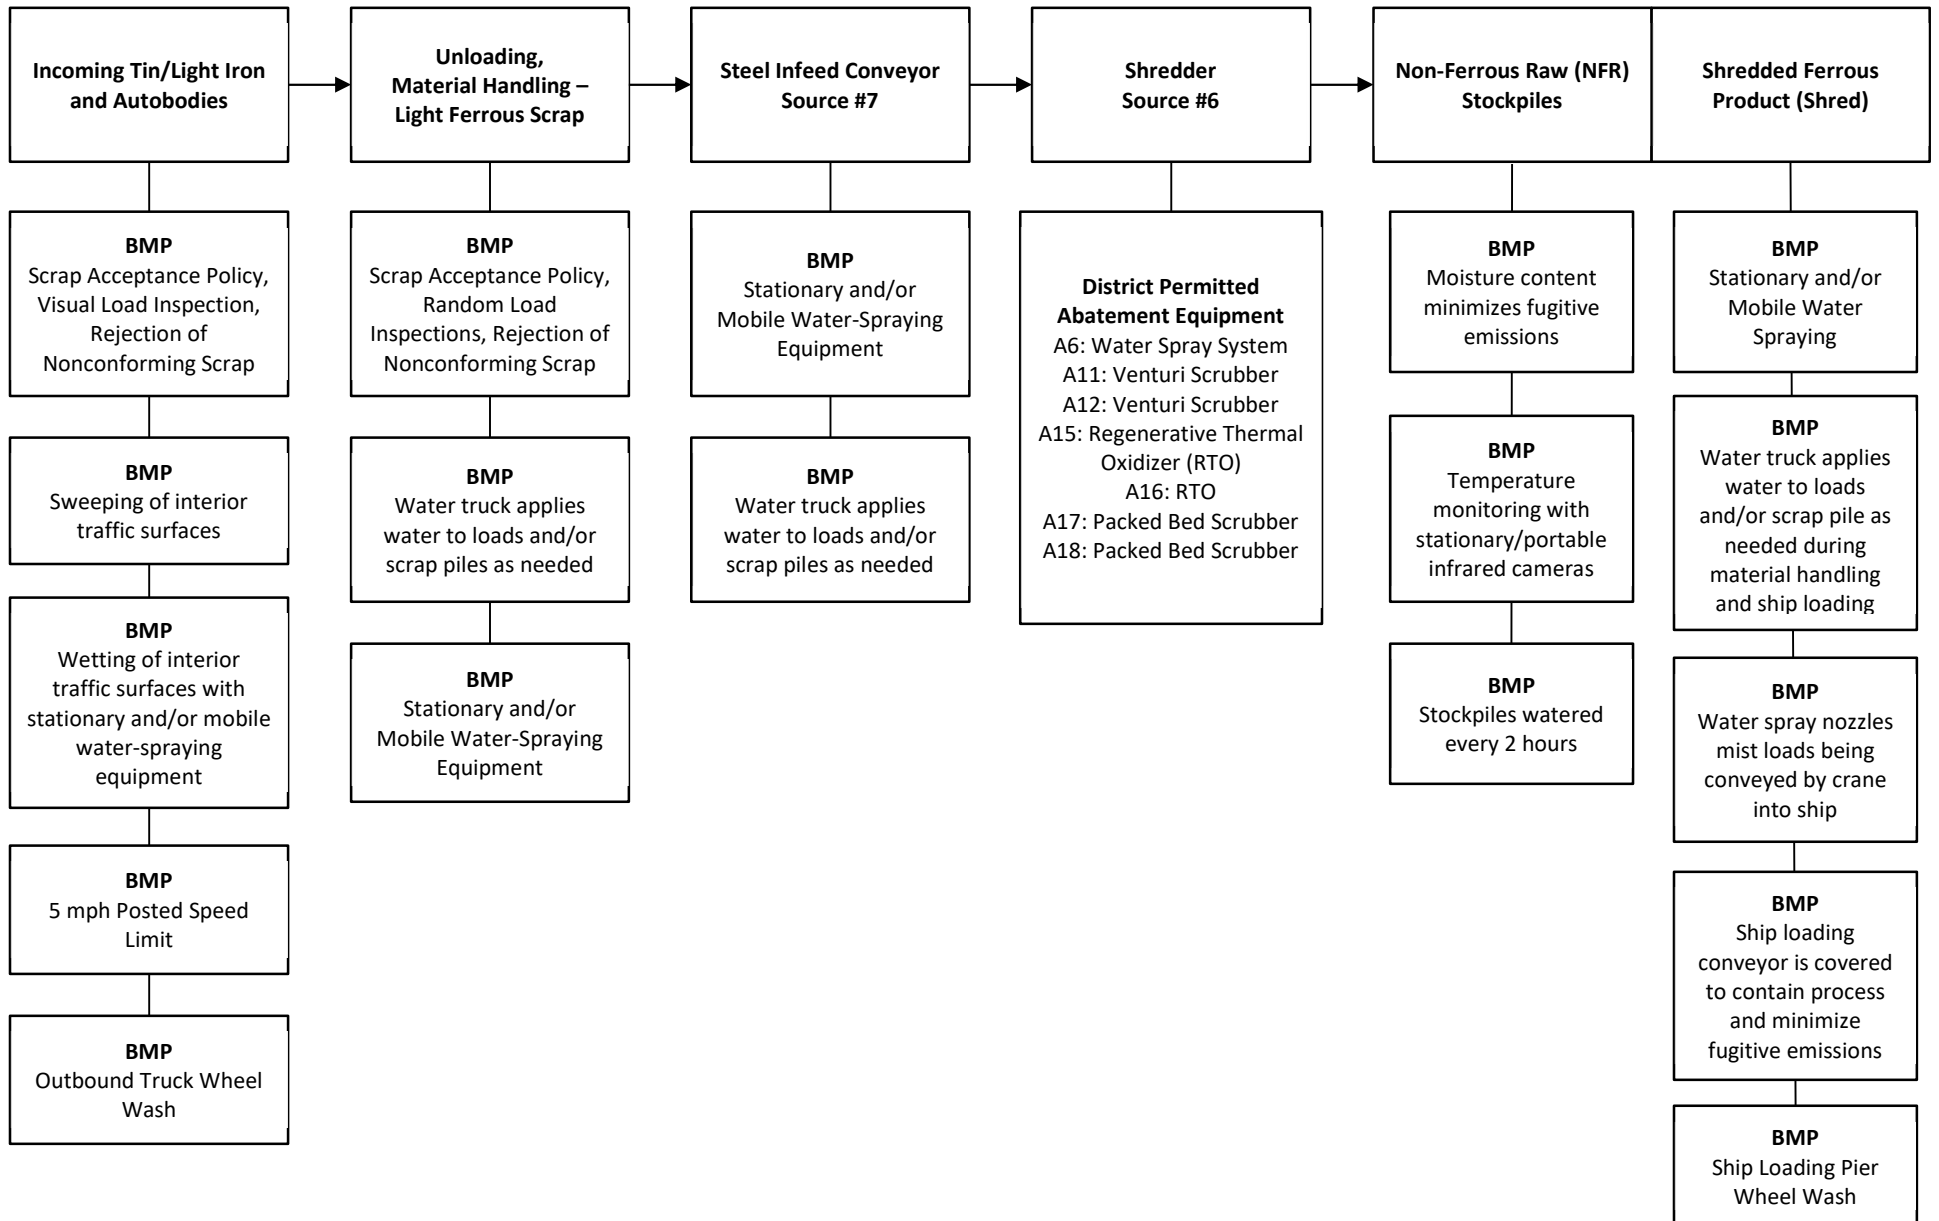 Incoming Tin/Light Iron
and Autobodies
Unloading,
Material Handling –
Light Ferrous Scrap
Steel Infeed Conveyor
Source #7
Shredder
Source #6
Non-Ferrous Raw (NFR)
Stockpiles
Shredded Ferrous
Product (Shred)
BMP
Scrap Acceptance Policy,
Visual Load Inspection,
Rejection of
Nonconforming Scrap
BMP
Sweeping of interior
traffic surfaces
BMP
Wetting of interior
traffic surfaces with
stationary and/or mobile
water-spraying
equipment
BMP
5 mph Posted Speed
Limit
BMP
Outbound Truck Wheel
Wash
BMP
Scrap Acceptance Policy,
Random Load
Inspections, Rejection of
Nonconforming Scrap
BMP
Water truck applies
water to loads and/or
scrap piles as needed
BMP
Stationary and/or
Mobile Water-Spraying
Equipment
BMP
Stationary and/or
Mobile Water-Spraying
Equipment
BMP
Water truck applies
water to loads and/or
scrap piles as needed
District Permitted
Abatement Equipment
A6: Water Spray System
A11: Venturi Scrubber
A12: Venturi Scrubber
A15: Regenerative Thermal
Oxidizer (RTO)
A16: RTO
A17: Packed Bed Scrubber
A18: Packed Bed Scrubber
BMP
Moisture content
minimizes fugitive
emissions
BMP
Temperature
monitoring with
stationary/portable
infrared cameras
BMP
Stockpiles watered
every 2 hours
BMP
Stationary and/or
Mobile Water
Spraying
BMP
Water truck applies
water to loads
and/or scrap pile as
needed during
material handling
and ship loading
BMP
Water spray nozzles
mist loads being
conveyed by crane
into ship
BMP
Ship loading
conveyor is covered
to contain process
and minimize
fugitive emissions
BMP
Ship Loading Pier
Wheel Wash